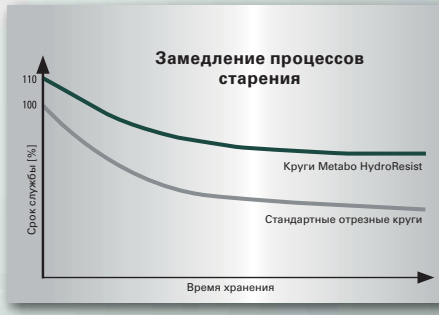 Замедление процессов
старения
110
100
Срок службы [%]
Круги Metabo HydroResist
Стандартные отрезные круги
Время хранения